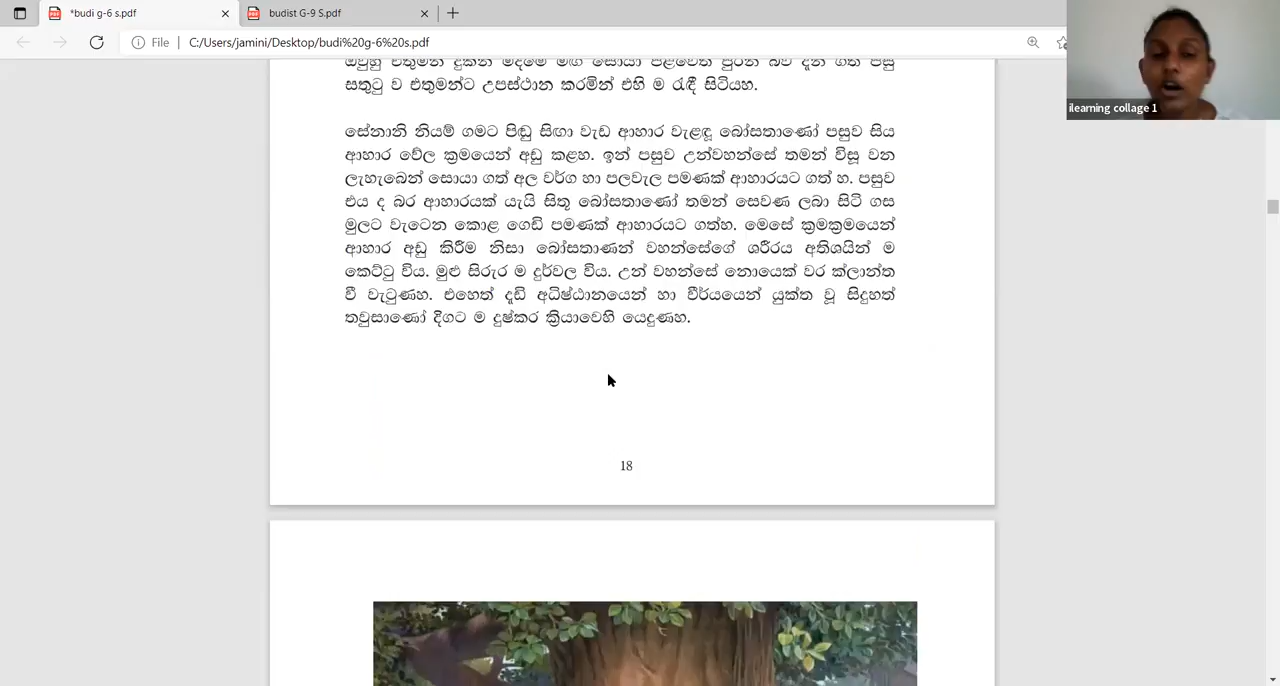 *budi g-6 s.pdf
budist G-9 S.pdf
File
C:/Users/jamini/Desktop/budi%20g-6%20s.pdf
ilearning collage 1
සතුටු ව එතුමන්ට උපස්ථාන කරමින් එහි ම රැඳී සිටියහ.
සේනානි නියම් ගමට පිඬු සිඟා වැඩ ආහාර වැළඳූ බෝසතාණෝ පසුව සිය
ආහාර වේල ක්‍රමයෙන් අඩු කළහ. ඉන් පසුව උන්වහන්සේ තමන් විසූ වන
ලැහැබෙන් සොයා ගත් අල වර්ග හා පලවැල පමණක් ආහාරයට ගත් හ. පසුව
එය ද බර ආහාරයක් යැයි සිතූ බෝසතාණෝ තමන් සෙවණ ලබා සිටි ගස
මුලට වැටෙන කොළ ගෙඩි පමණක් ආහාරයට ගත්හ. මෙසේ ක්‍රමක්‍රමයෙන්
ආහාර අඩු කිරීම නිසා බෝසතාණන් වහන්සේගේ ශරීරය අතිශයින් ම
කෙට්ටු විය. මුළු සිරුර ම දුර්වල විය. උන් වහන්සේ නොයෙක් වර ක්ලාන්ත
වී වැටුණහ. එහෙත් දැඩි අධිෂ්ඨානයෙන් හා වීර්යයෙන් යුක්ත වූ සිදුහත්
තවුසාණෝ දිගට ම දුෂ්කර ක්‍රියාවෙහි යෙදුණහ.
18